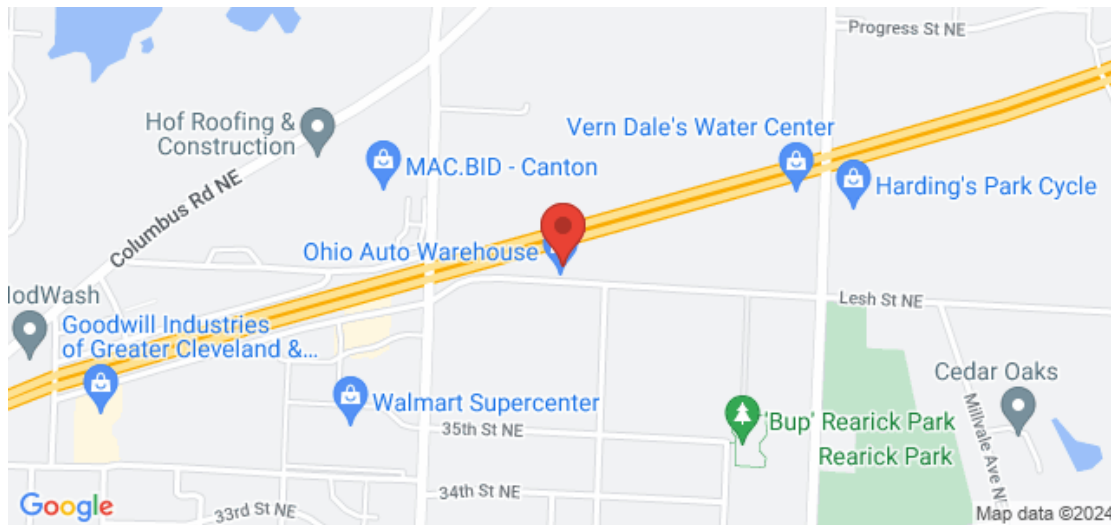 Progress St NE
Hof Roofing &
Construction
Vern Dale's Water Center
MAC.BID - Canton
Harding's Park Cycle
Columbus Rd NE
Ohio Auto Warehouse
Lesh St NE
Goodwill Industries
of Greater Cleveland &...
Cedar Oaks
Walmart Supercenter
'Bup' Rearick Park
Rearick Park
35th St NE
Millvale Ave NE
34th St NE
33rd St NE
Google
Map data ©2024